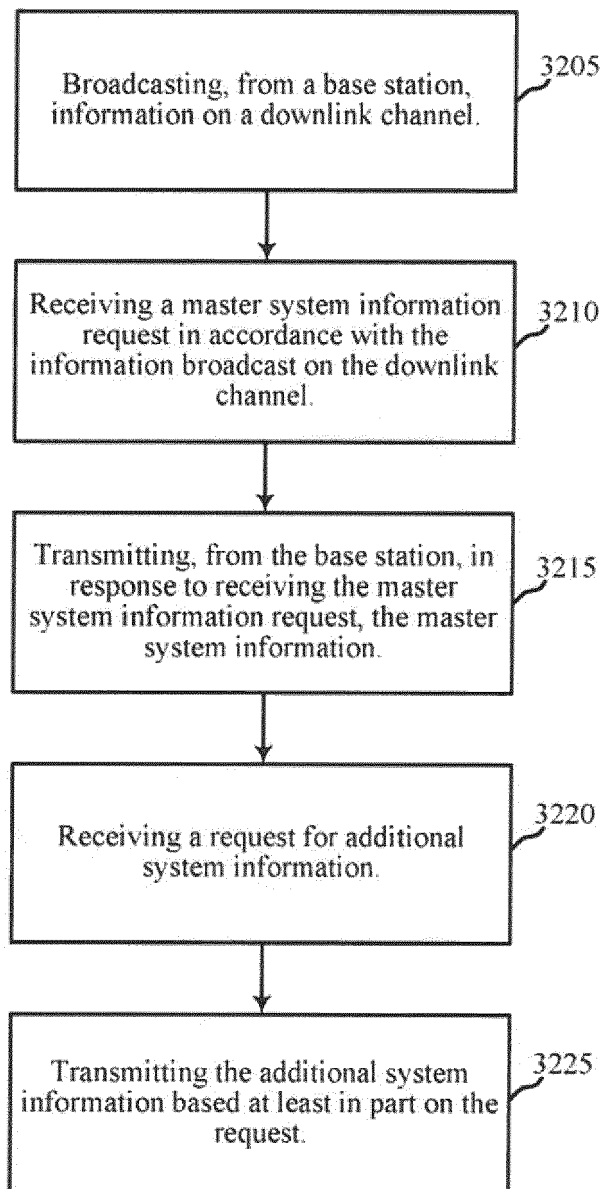 Broadcasting, from a base station,
information on a downlink channel.
3205
Receiving a master system information
request in accordance with the
information broadcast on the downlink
channel.
3210
Transmitting, from the base station, in
response to receiving the master
system information request, the master
system information.
3215
Receiving a request for additional
system information.
3220
Transmitting the additional system
information based at least in part on the
request.
3225